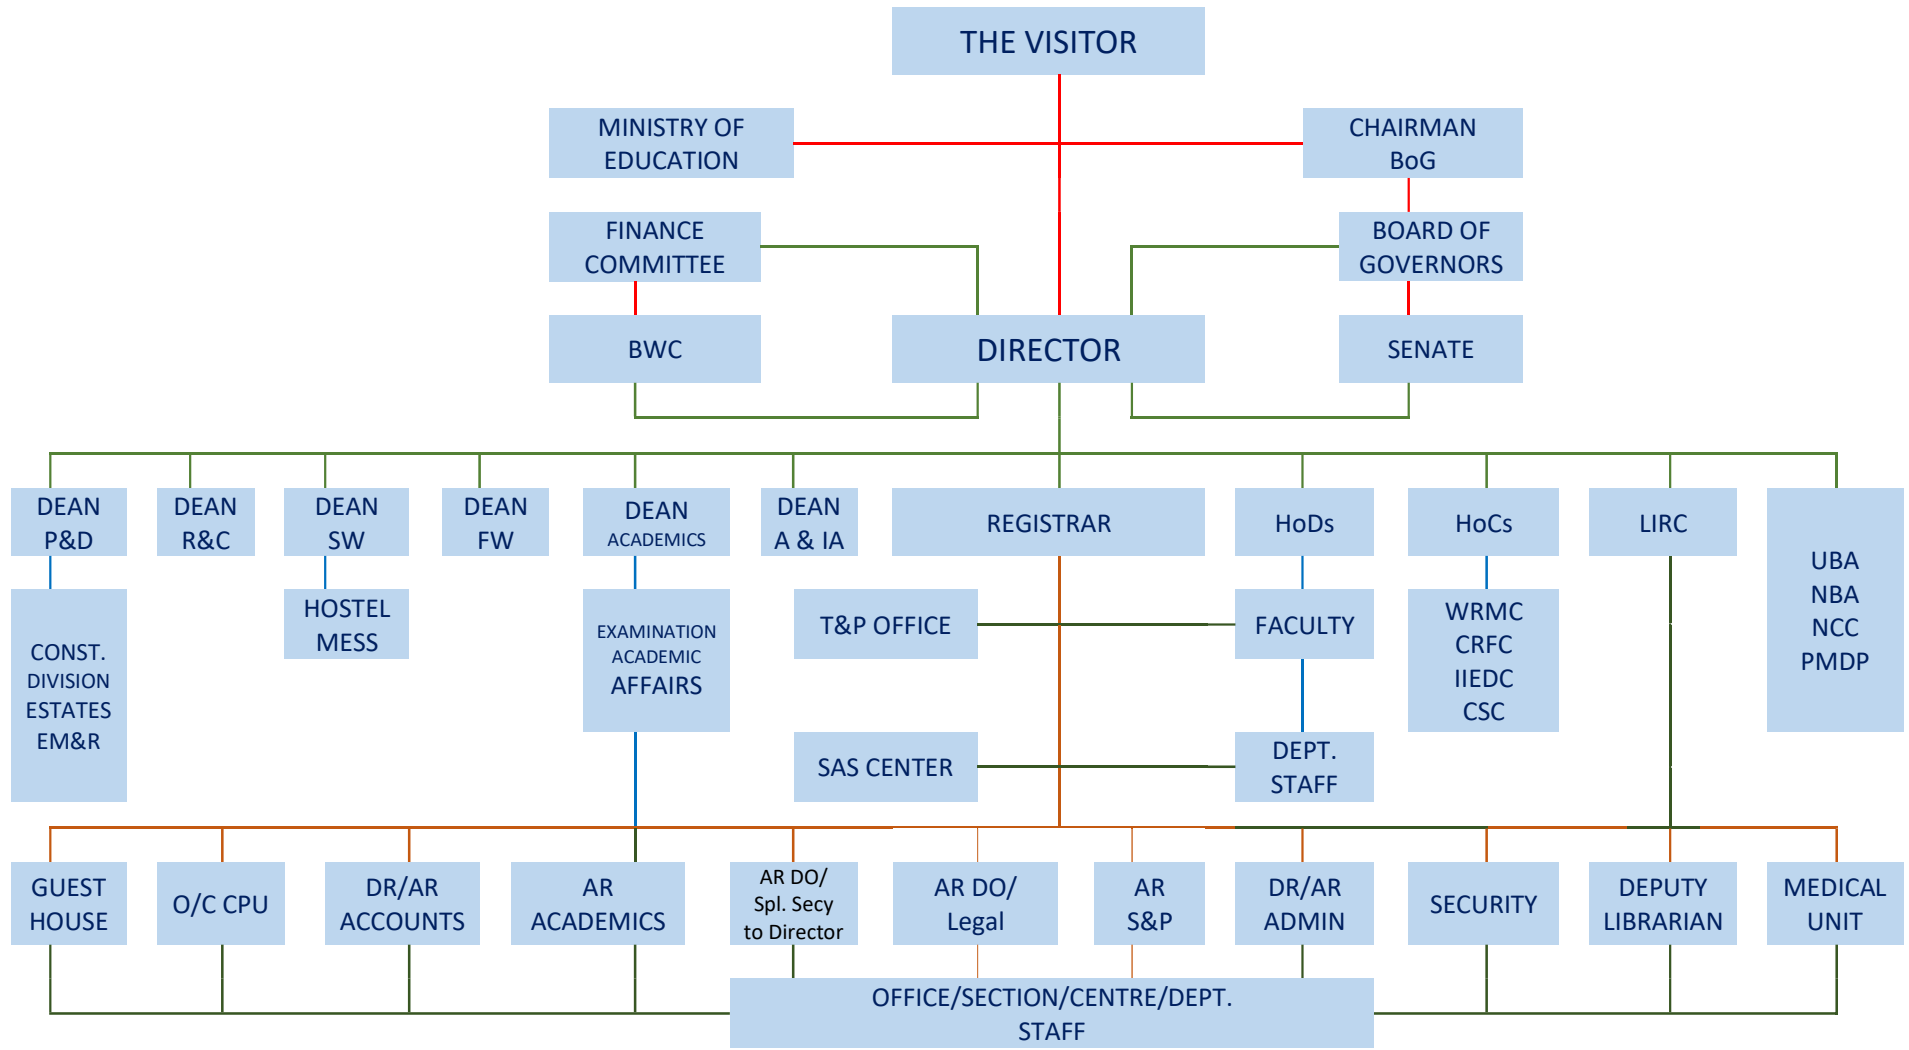 THE VISITOR
MINISTRY OF
EDUCATION
CHAIRMAN
BoG
FINANCE
COMMITTEE
BOARD OF
GOVERNORS
BWC
DIRECTOR
SENATE
DEAN
P&D
DEAN
R&C
DEAN
SW
DEAN
FW
DEAN
ACADEMICS
DEAN
A & IA
REGISTRAR
HoDs
HoCs
LIRC
UBA
NBA
NCC
PMDP
CONST.
DIVISION
ESTATES
EM&R
HOSTEL
MESS
EXAMINATION
ACADEMIC
AFFAIRS
T&P OFFICE
FACULTY
WRMC
CRFC
IIEDC
CSC
SAS CENTER
DEPT.
STAFF
GUEST
HOUSE
O/C CPU
DR/AR
ACCOUNTS
AR
ACADEMICS
AR DO/
Spl. Secy
to Director
AR DO/
Legal
AR
S&P
DR/AR
ADMIN
SECURITY
DEPUTY
LIBRARIAN
MEDICAL
UNIT
OFFICE/SECTION/CENTRE/DEPT.
STAFF